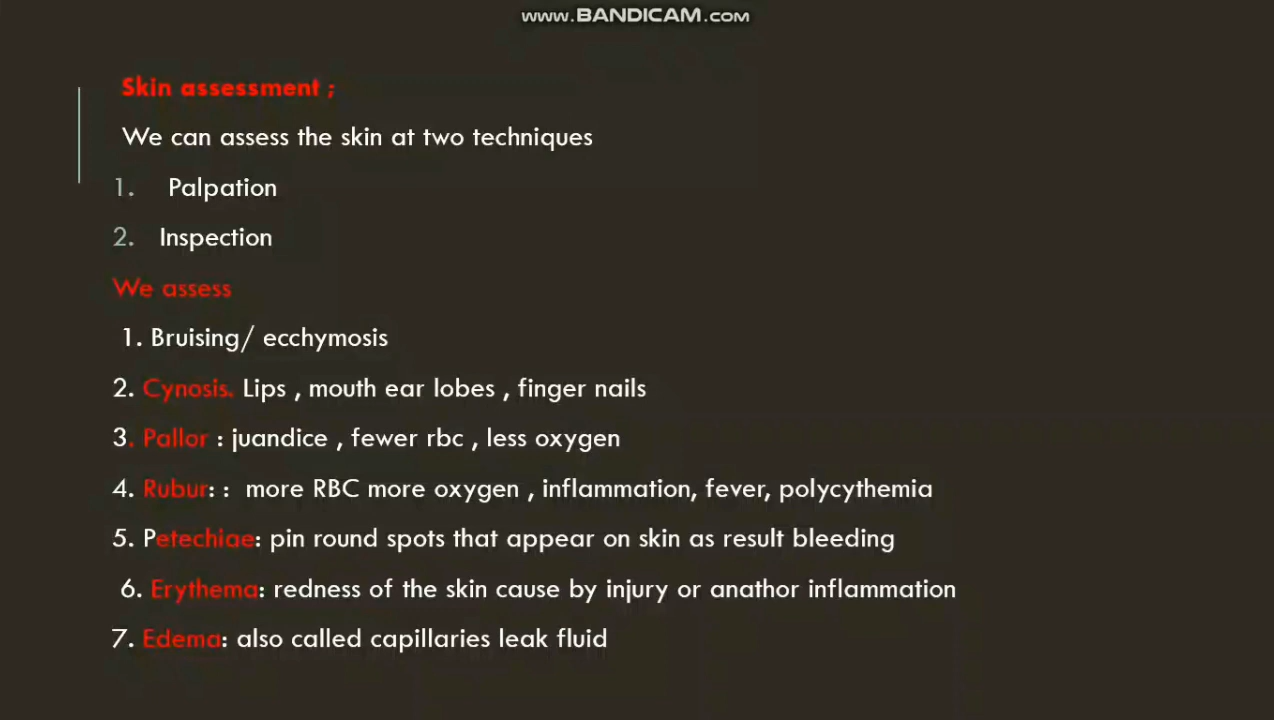 www.BANDICAM.com
Skin assessment ;
We can assess the skin at two techniques
1. Palpation
2. Inspection
We assess
1. Bruising/ ecchymosis
2. Cynosis. Lips , mouth ear lobes , finger nails
3. Pallor : juandice , fewer rbc , less oxygen
4. Rubur: : more RBC more oxygen , inflammation, fever, polycythemia
5. Petechiae: pin round spots that appear on skin as result bleeding
6. Erythema: redness of the skin cause by injury or anathor inflammation
7. Edema: also called capillaries leak fluid